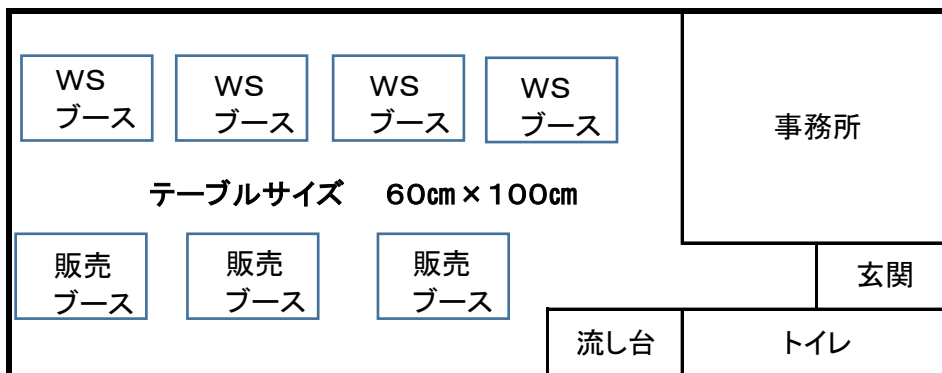 ＷＳ
ブース
ＷＳ
ブース
ＷＳ
ブース
ＷＳ
ブース
事務所
テーブルサイズ　６０㎝×１００㎝
販売
ブース
販売
ブース
販売
ブース
玄関
流し台
トイレ